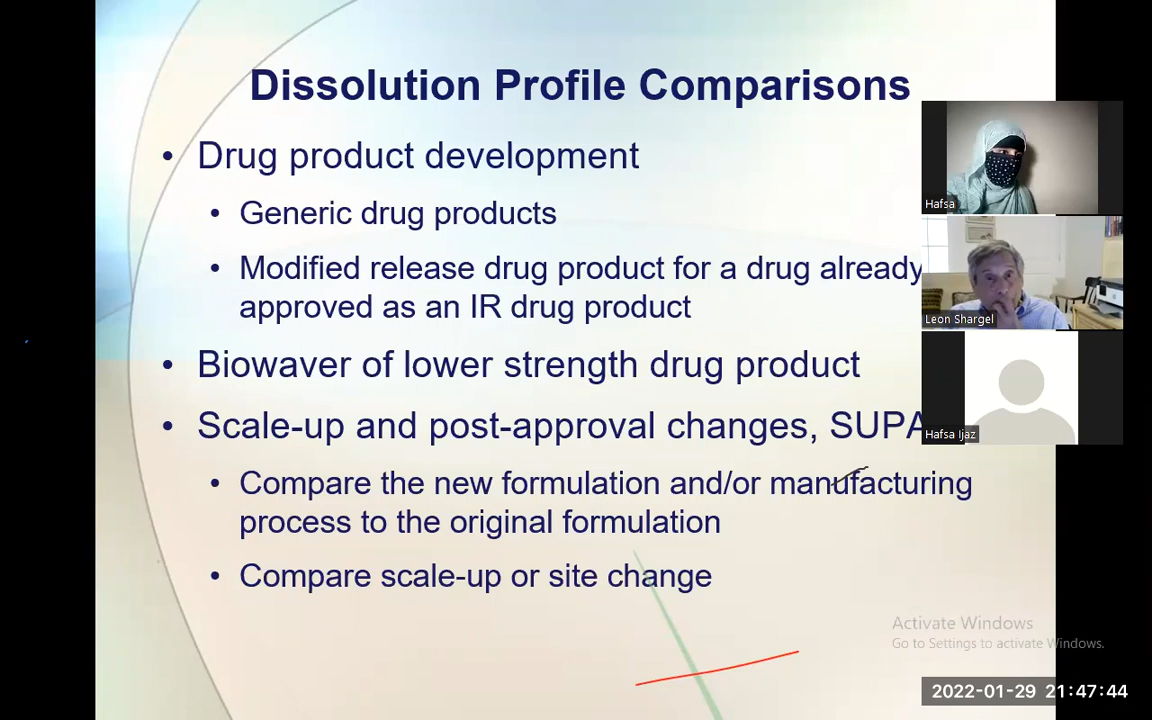 Dissolution Profile Comparisons
• Drug product development
• Generic drug products
• Modified release drug product for a drug already
approved as an IR drug product
• Biowaver of lower strength drug product
• Scale-up and post-approval changes, SUPA
• Compare the new formulation and/or manufacturing
process to the original formulation
• Compare scale-up or site change
Hafsa
Leon Shargel
Hafsa Ijaz
Activate Windows
Go to Settings to activate Windows.
2022-01-29 21:47:44